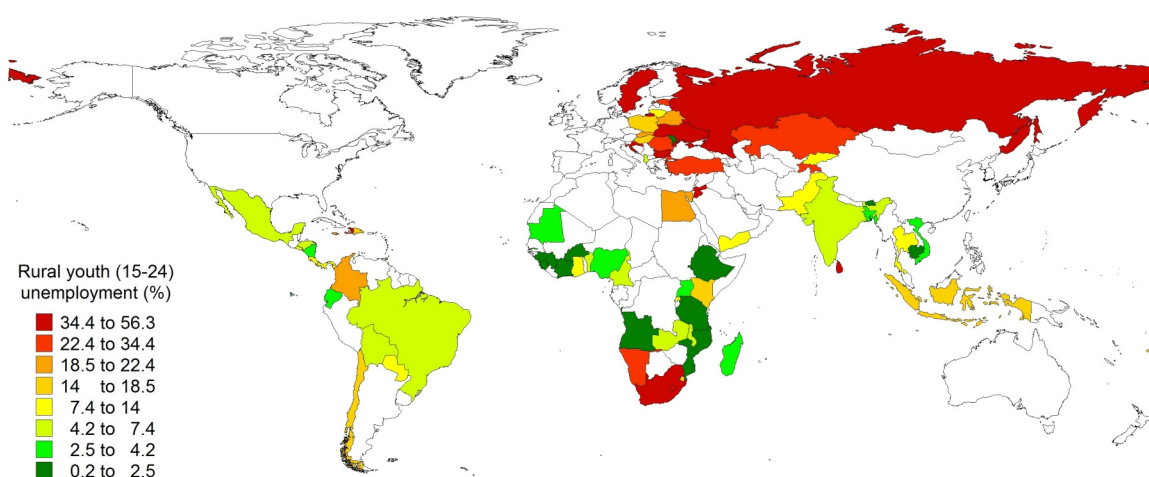 Rural youth (15-24)
unemployment (%)
34.4 to 56.3
22.4 to 34.4
18.5 to 22.4
14 to 18.5
7.4 to 14
4.2 to 7.4
2.5 to 4.2
0.2 to 2.5